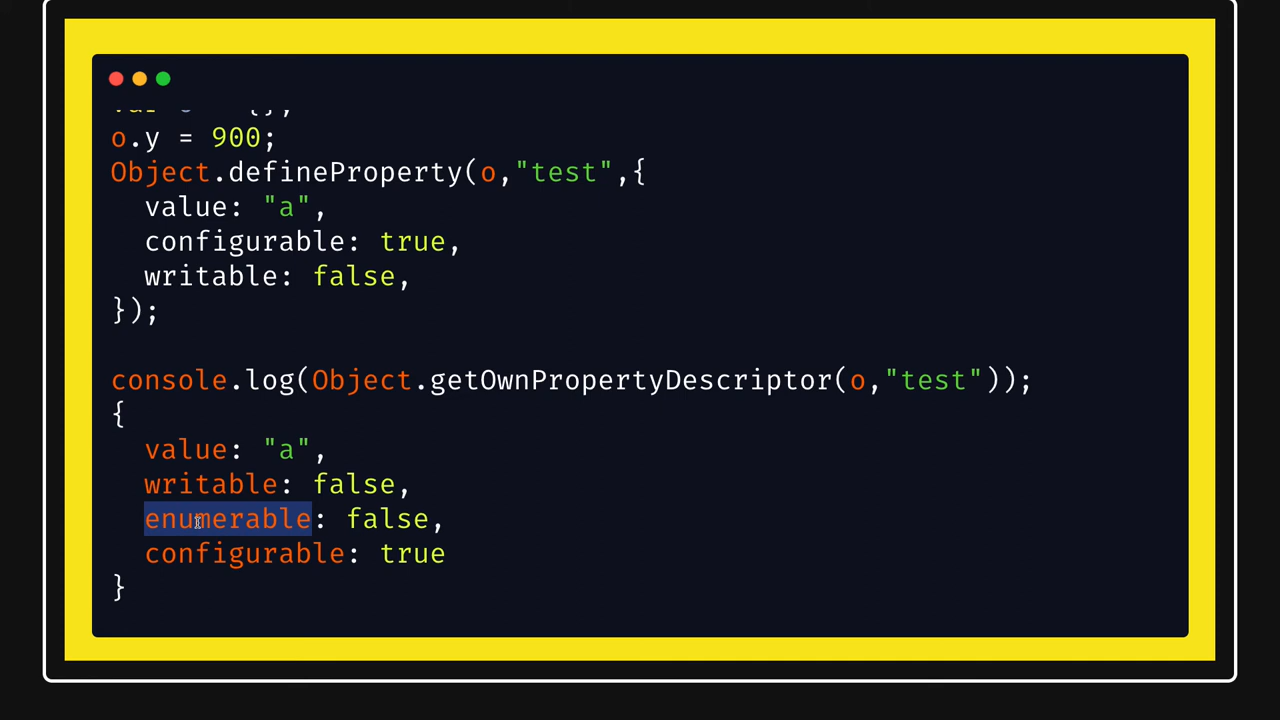 o.y = 900;
Object.defineProperty(o,"test",{
  value: "a",
  configurable: true,
  writable: false,
});
console.log(Object.getOwnPropertyDescriptor(o,"test"));
{
  value: "a",
  writable: false,
  enumerable: false,
  configurable: true
}